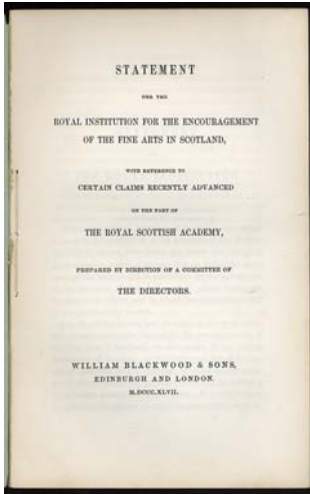 STATEMENT
FOR THE
ROYAL INSTITUTION FOR THE ENCOURAGEMENT
OF THE FINE ARTS IN SCOTLAND,
WITH REFERENCE TO
CERTAIN CLAIMS RECENTLY ADVANCED
ON THE PART OF
THE ROYAL SCOTTISH ACADEMY,
PREPARED BY DIRECTION OF A COMMITTEE OF
THE DIRECTORS.
WILLIAM BLACKWOOD & SONS,
EDINBURGH AND LONDON.
M.DCCC.XLVII.